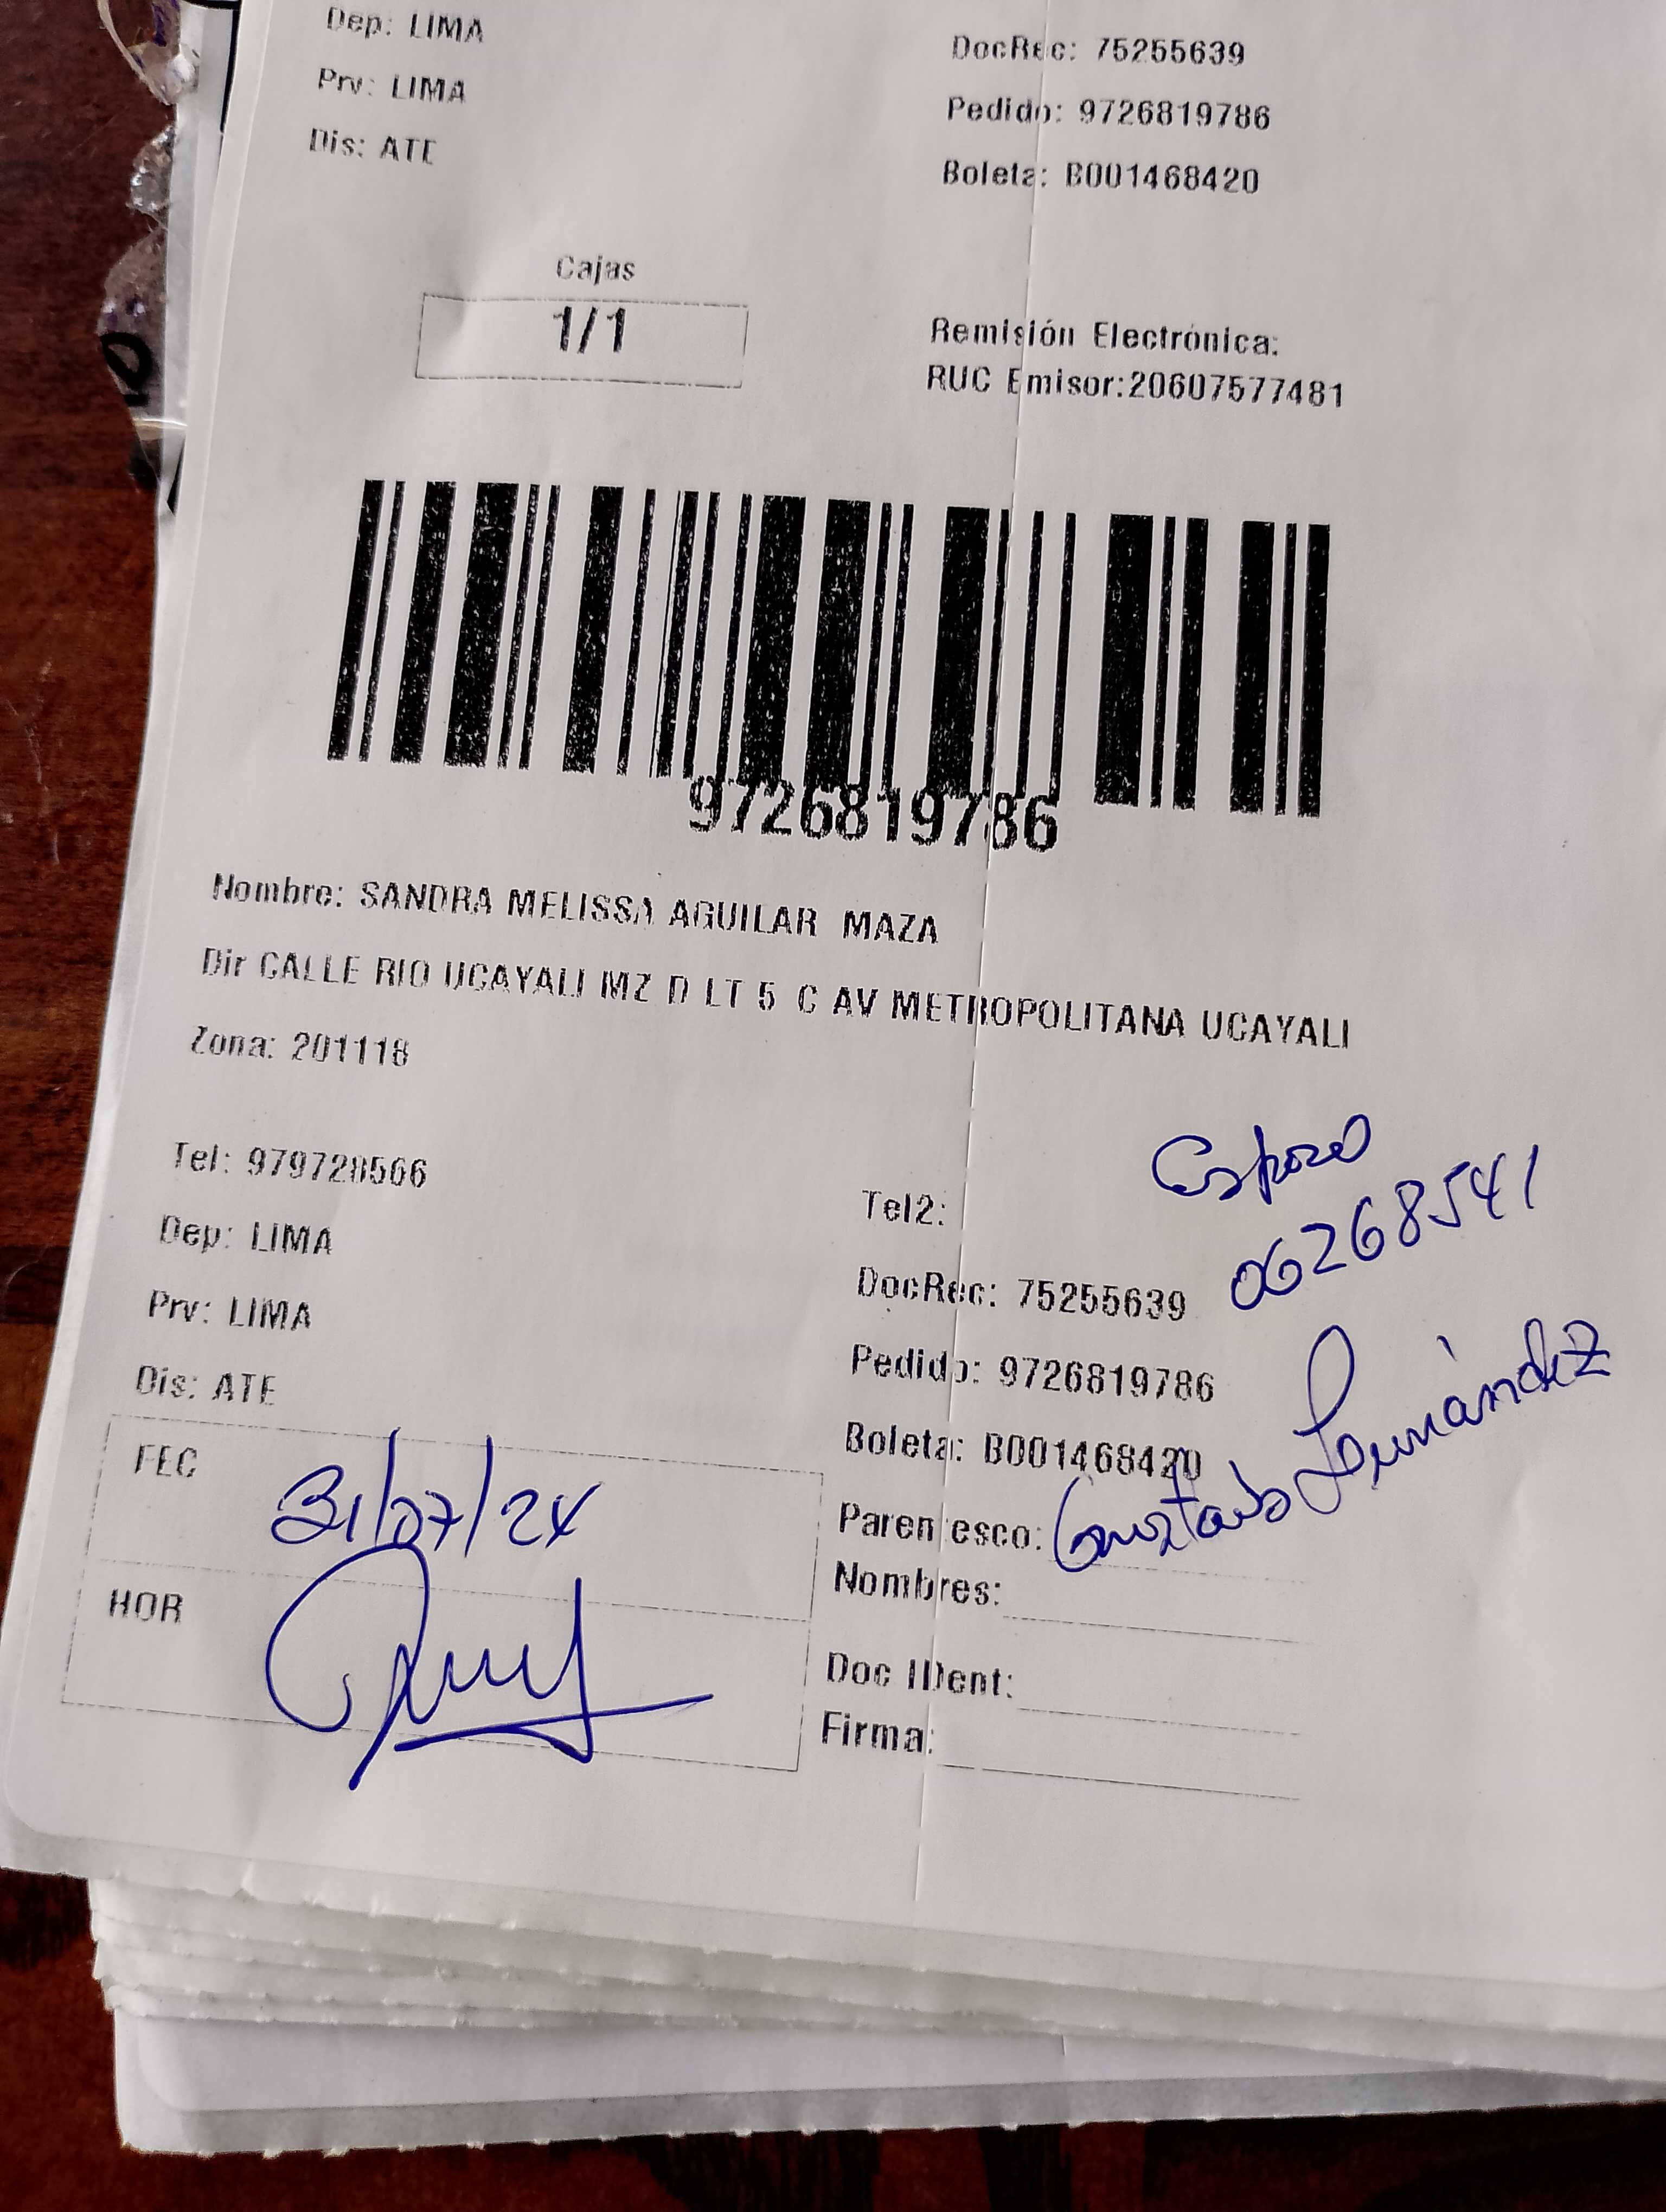 Dep: LIMA
DocRec: 75255639
Prv: LIMA
Pedido: 9726819786
Dis: ATE
Boleta: B001468420
Cajas
1/1
Remisión Electrónica:
RUC Emisor:20607577481
9726819786
Nombre: SANDRA MELISSA AGUILAR MAZA
Dir CALLE RIO UCAYALI MZ D LT 5 C AV METROPOLITANA UCAYALI
Zona: 201118
Tel: 979728566
Tel2:
Esposo
06268541
Dep: LIMA
DocRec: 75255639
Prv: LIMA
Pedido: 9726819786
Dis: ATE
Boleta: B001468420
FEC 31/07/24
Parentesco: Gustavo Fernández
HOR
Nombres:
Doc IDent:
Firma: